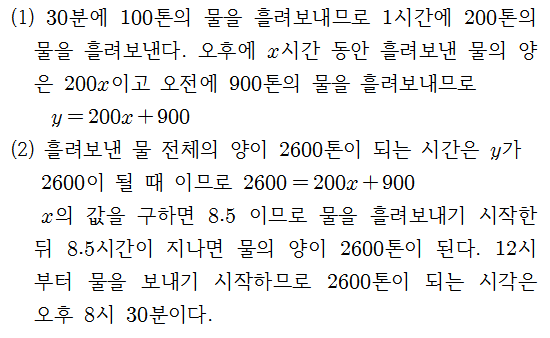 (1) 30분에 100톤의 물을 흘려보내므로 1시간에 200톤의
물을 흘려보낸다. 오후에 x시간 동안 흘려보낸 물의 양
은 200x이고 오전에 900톤의 물을 흘려보내므로
y=200x+900
(2) 흘려보낸 물 전체의 양이 2600톤이 되는 시간은 y가
2600이 될 때 이므로 2600=200x+900
x의 값을 구하면 8.5 이므로 물을 흘려보내기 시작한
뒤 8.5시간이 지나면 물의 양이 2600톤이 된다. 12시
부터 물을 보내기 시작하므로 2600톤이 되는 시각은
오후 8시 30분이다.